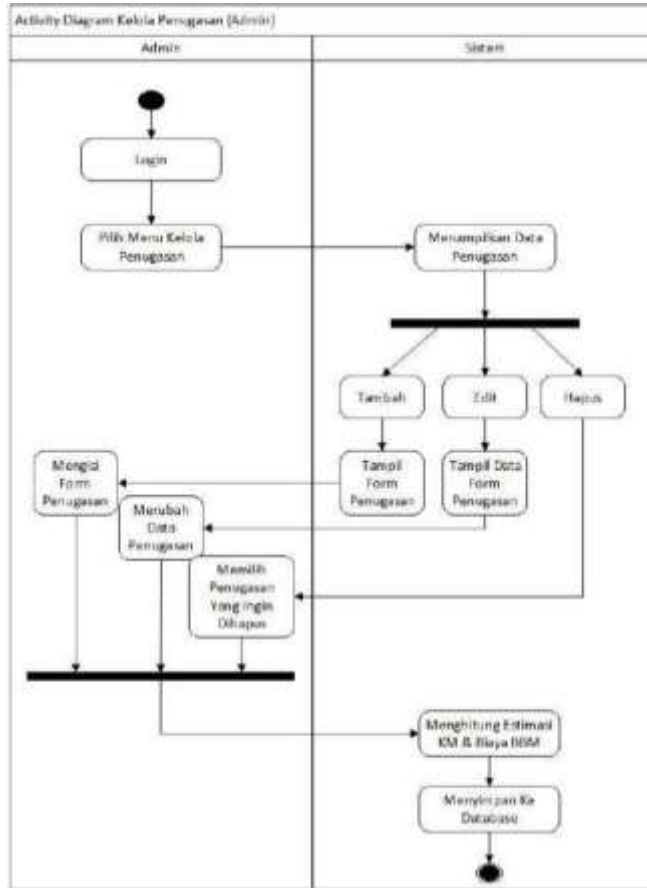 Activity Diagram Kelola Penugasan (Admin)
Admin
Sistem
Login
Pilih Menu Kelola
Penugasan
Menampilkan Data
Penugasan
Tambah
Edit
Hapus
Tampil
Form
Penugasan
Tampil Data
Form
Penugasan
Mengisi
Form
Penugasan
Merubah
Data
Penugasan
Memilih
Penugasan
Yang Ingin
Dihapus
Menghitung Estimasi
KM & Biaya BBM
Menyimpan Ke
Database